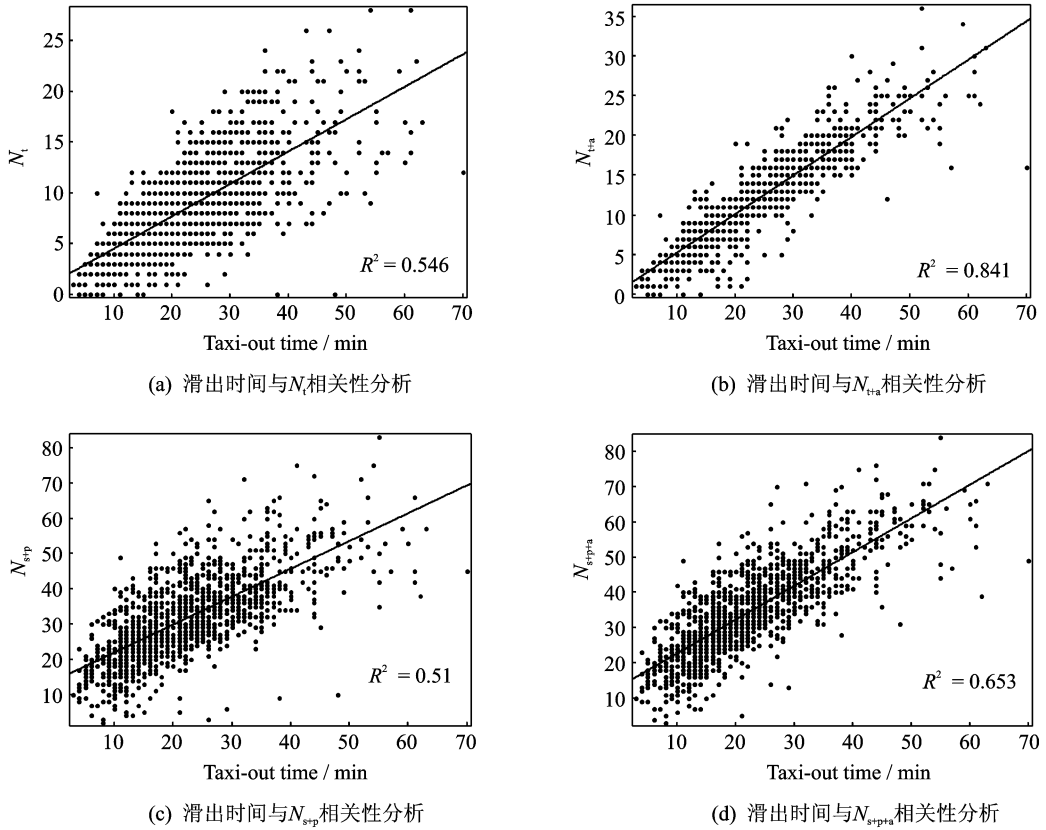 25
20
15
10
5
0
N_t
R² = 0.546
10 20 30 40 50 60 70
Taxi-out time / min
(a) 滑出时间与N_t相关性分析
35
30
25
20
15
10
5
0
N_t+a
R² = 0.841
10 20 30 40 50 60 70
Taxi-out time / min
(b) 滑出时间与N_t+a相关性分析
80
70
60
50
40
30
20
10
N_s+p
R² = 0.51
10 20 30 40 50 60 70
Taxi-out time / min
(c) 滑出时间与N_s+p相关性分析
80
70
60
50
40
30
20
10
N_s+p+a
R² = 0.653
10 20 30 40 50 60 70
Taxi-out time / min
(d) 滑出时间与N_s+p+a相关性分析